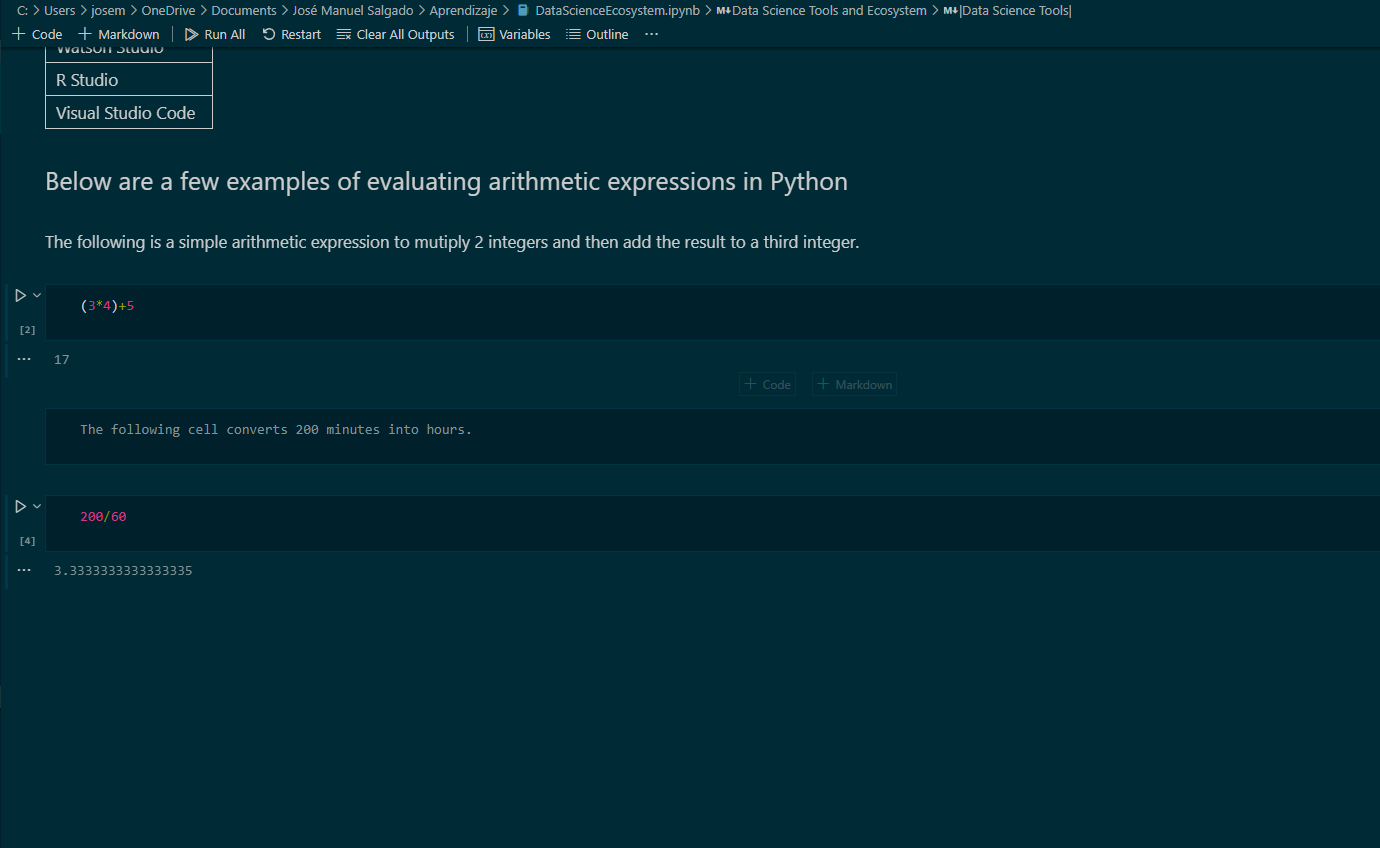 C: > Users > josem > OneDrive > Documents > José Manuel Salgado > Aprendizaje > DataScienceEcosystem.ipynb > M↓Data Science Tools and Ecosystem > M↓|Data Science Tools|
+ Code + Markdown | Run All Restart Clear All Outputs | Variables Outline ...
Watson Studio
R Studio
Visual Studio Code
Below are a few examples of evaluating arithmetic expressions in Python
The following is a simple arithmetic expression to mutiply 2 integers and then add the result to a third integer.
(3*4)+5
[2]
... 17
+ Code + Markdown
The following cell converts 200 minutes into hours.
200/60
[4]
... 3.3333333333333335